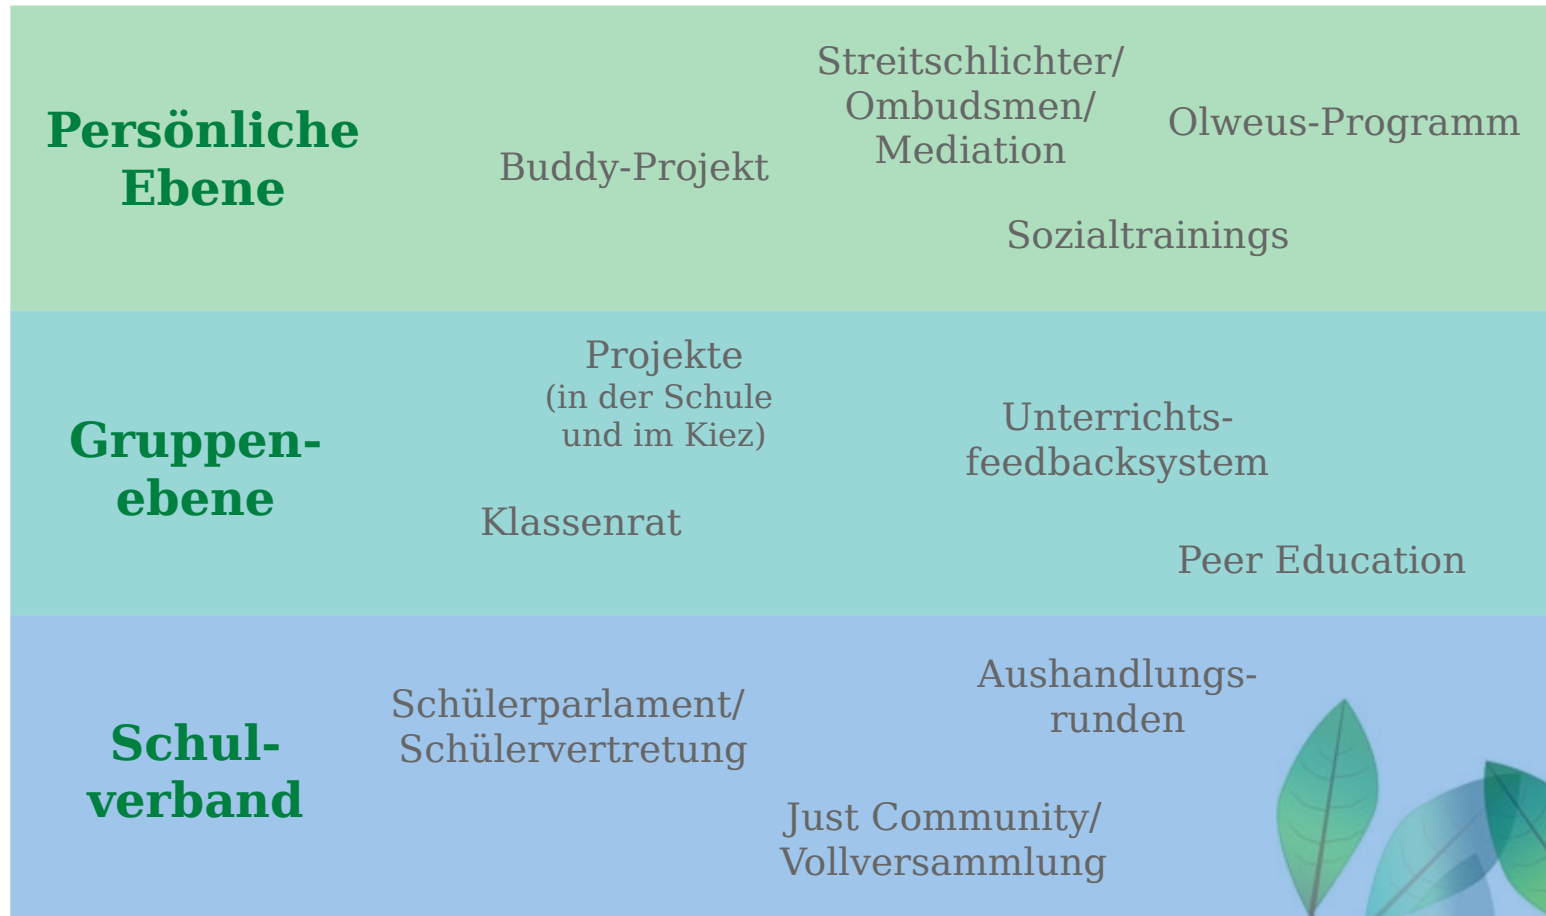 Persönliche
Ebene
Buddy-Projekt
Streitschlichter/
Ombudsmen/
Mediation
Olweus-Programm
Sozialtrainings
Gruppen-
ebene
Projekte
(in der Schule
und im Kiez)
Klassenrat
Unterrichts-
feedbacksystem
Peer Education
Schul-
verband
Schülerparlament/
Schülervertretung
Aushandlungs-
runden
Just Community/
Vollversammlung